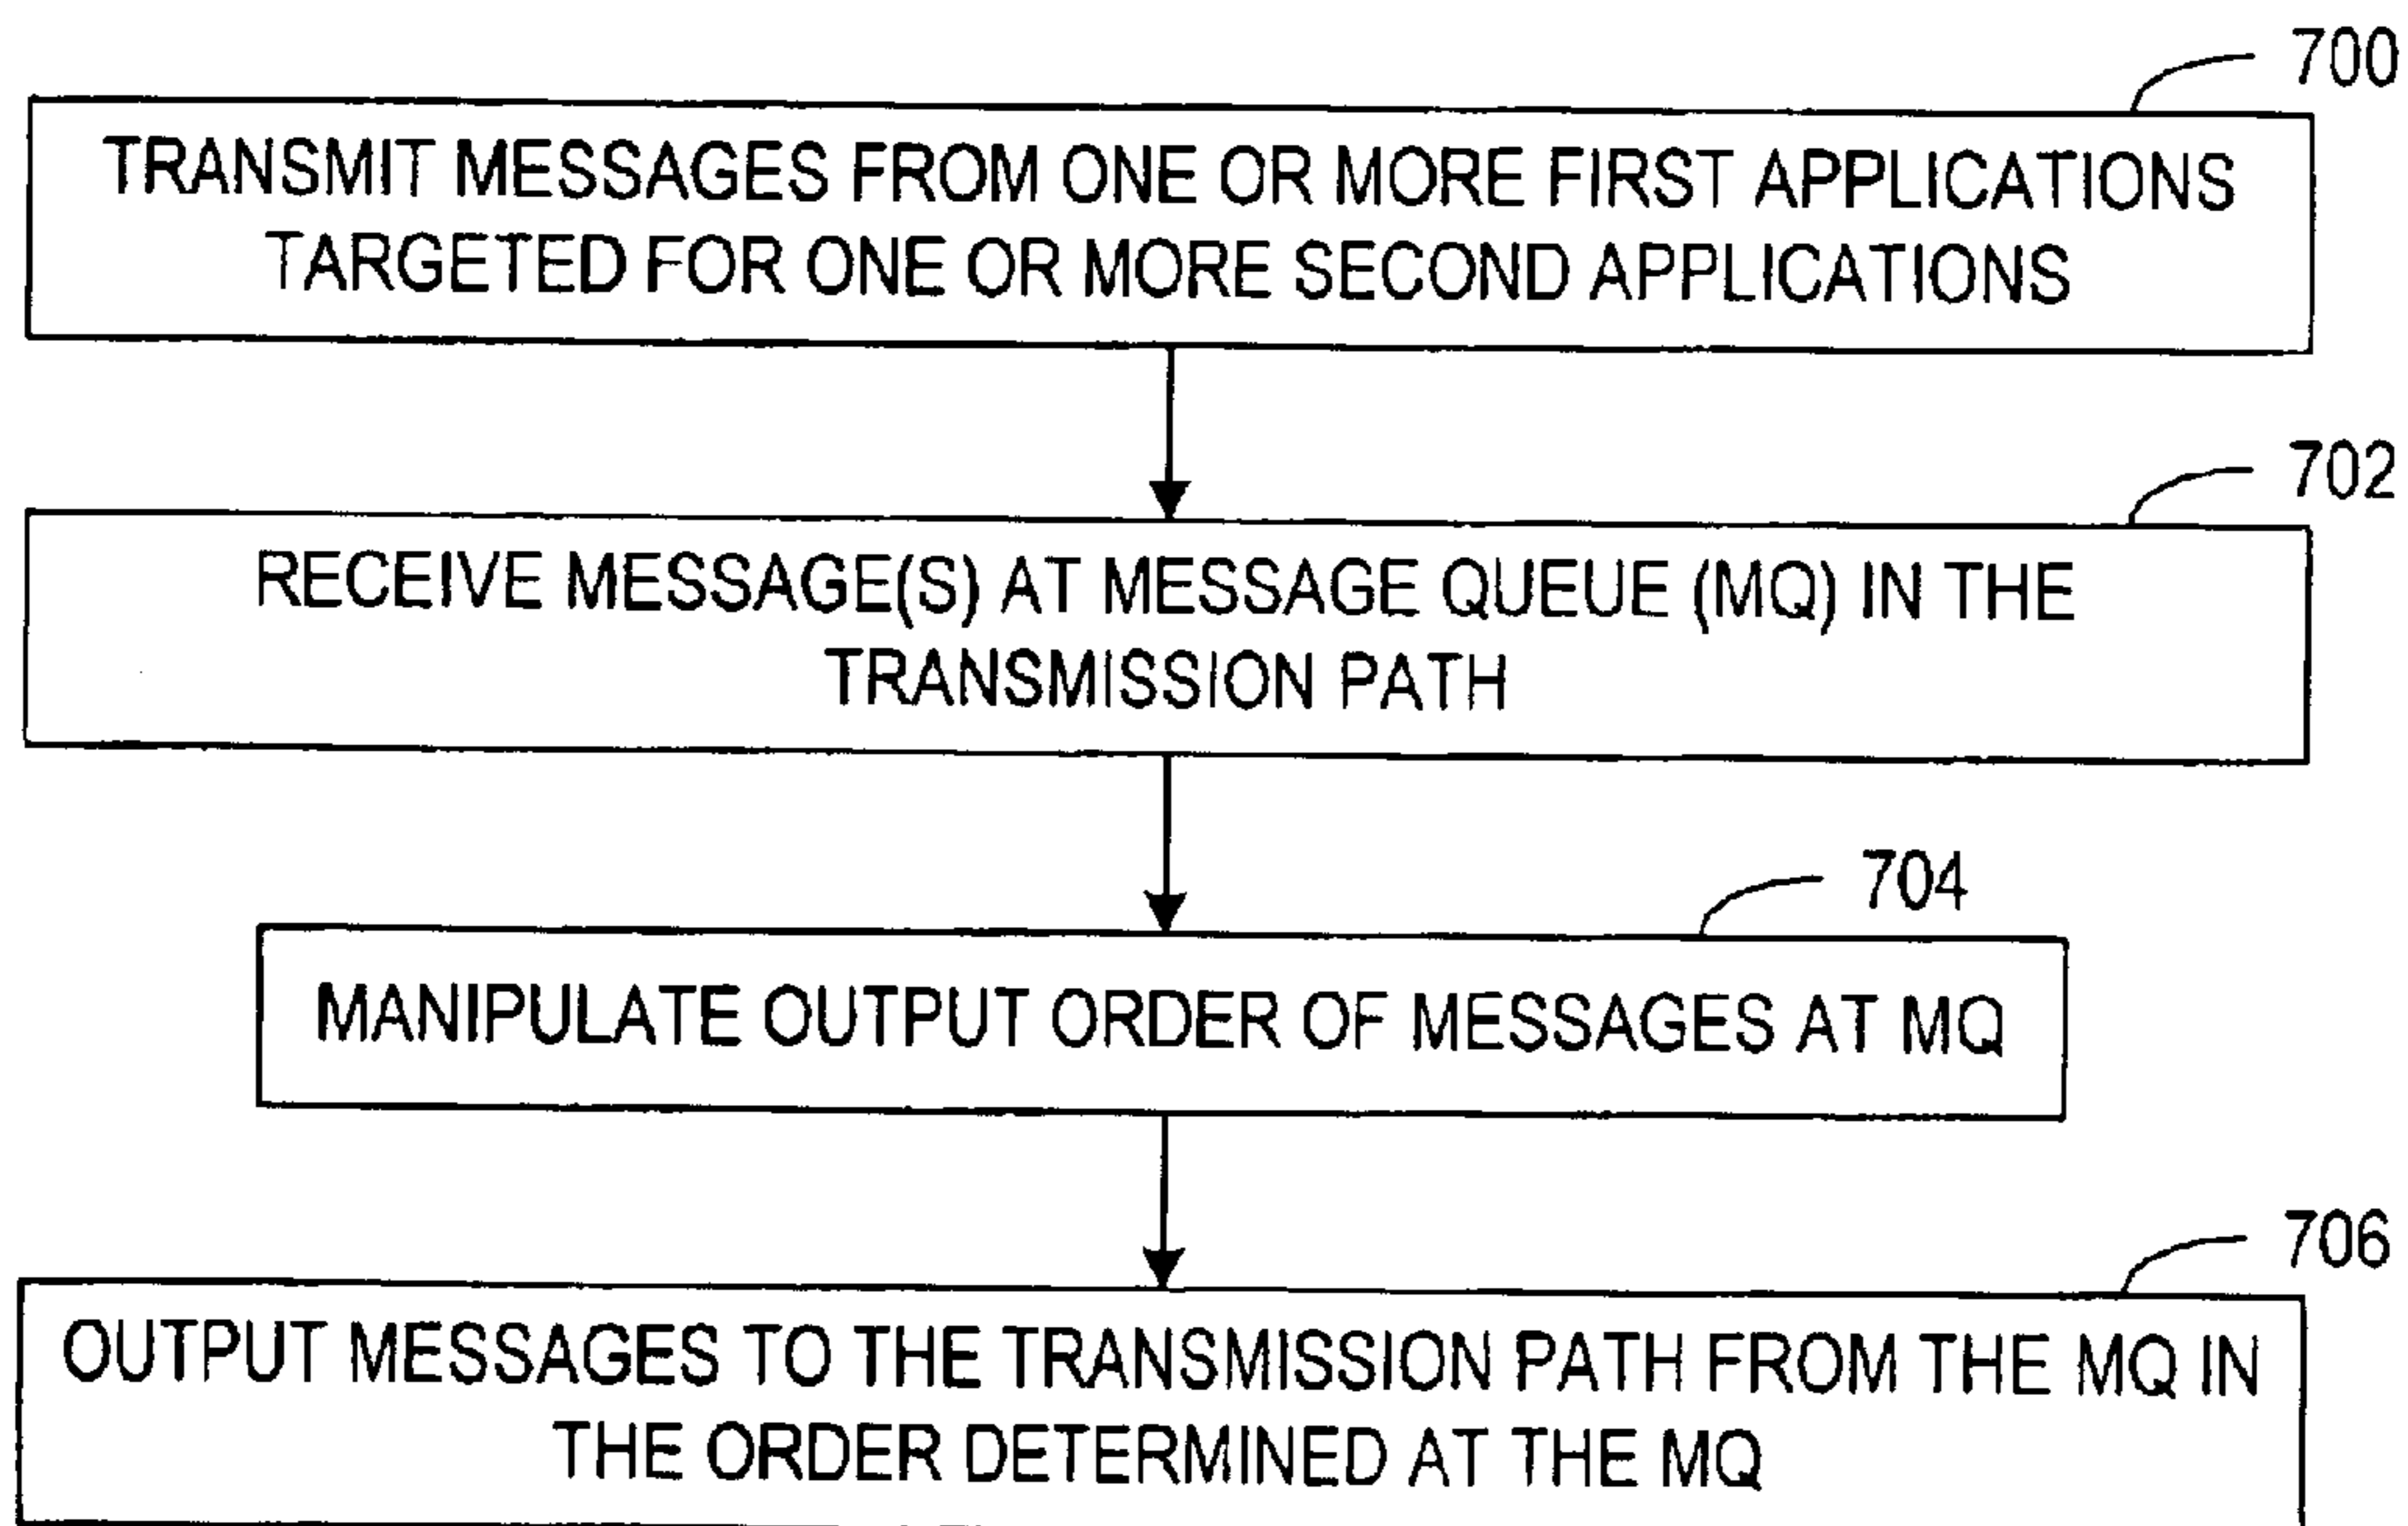 700
TRANSMIT MESSAGES FROM ONE OR MORE FIRST APPLICATIONS
TARGETED FOR ONE OR MORE SECOND APPLICATIONS
702
RECEIVE MESSAGE(S) AT MESSAGE QUEUE (MQ) IN THE
TRANSMISSION PATH
704
MANIPULATE OUTPUT ORDER OF MESSAGES AT MQ
706
OUTPUT MESSAGES TO THE TRANSMISSION PATH FROM THE MQ IN
THE ORDER DETERMINED AT THE MQ